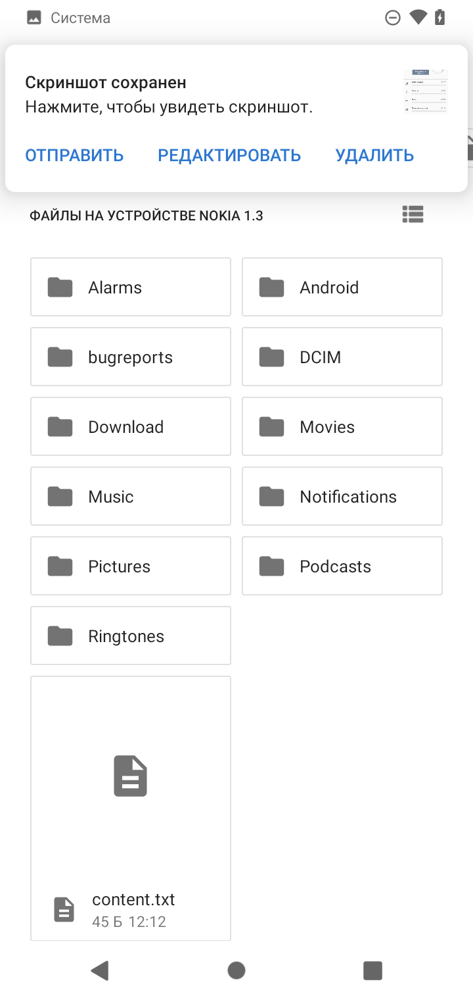 Система
Скриншот сохранен
Нажмите, чтобы увидеть скриншот.
ОТПРАВИТЬ РЕДАКТИРОВАТЬ УДАЛИТЬ
ФАЙЛЫ НА УСТРОЙСТВЕ NOKIA 1.3
Alarms Android
bugreports DCIM
Download Movies
Music Notifications
Pictures Podcasts
Ringtones
content.txt
45 Б 12:12